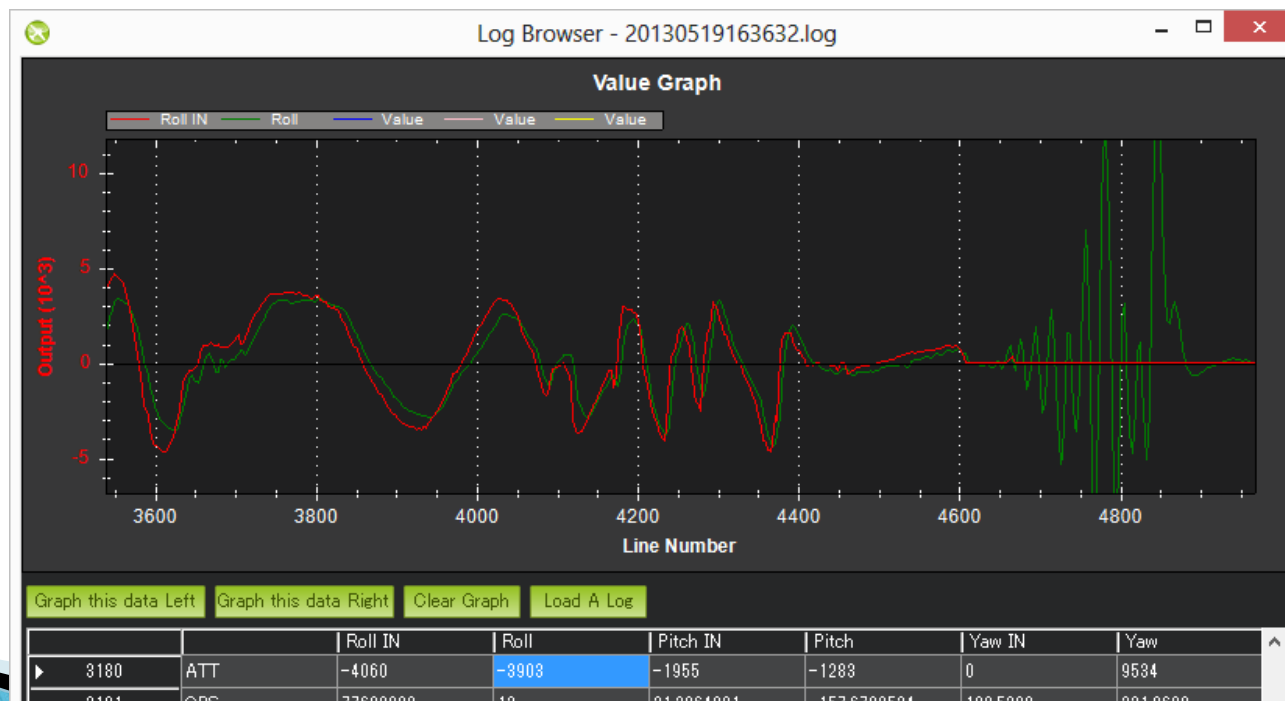 Log Browser - 20130519163632.log
Value Graph
Roll IN Roll Value Value Value
10
5
0
-5
Output (10^3)
3600 3800 4000 4200 4400 4600 4800
Line Number
Graph this data Left Graph this data Right Clear Graph Load A Log
Roll IN Roll Pitch IN Pitch Yaw IN Yaw
3180 ATT -4060 -3903 -1955 -1283 0 9534